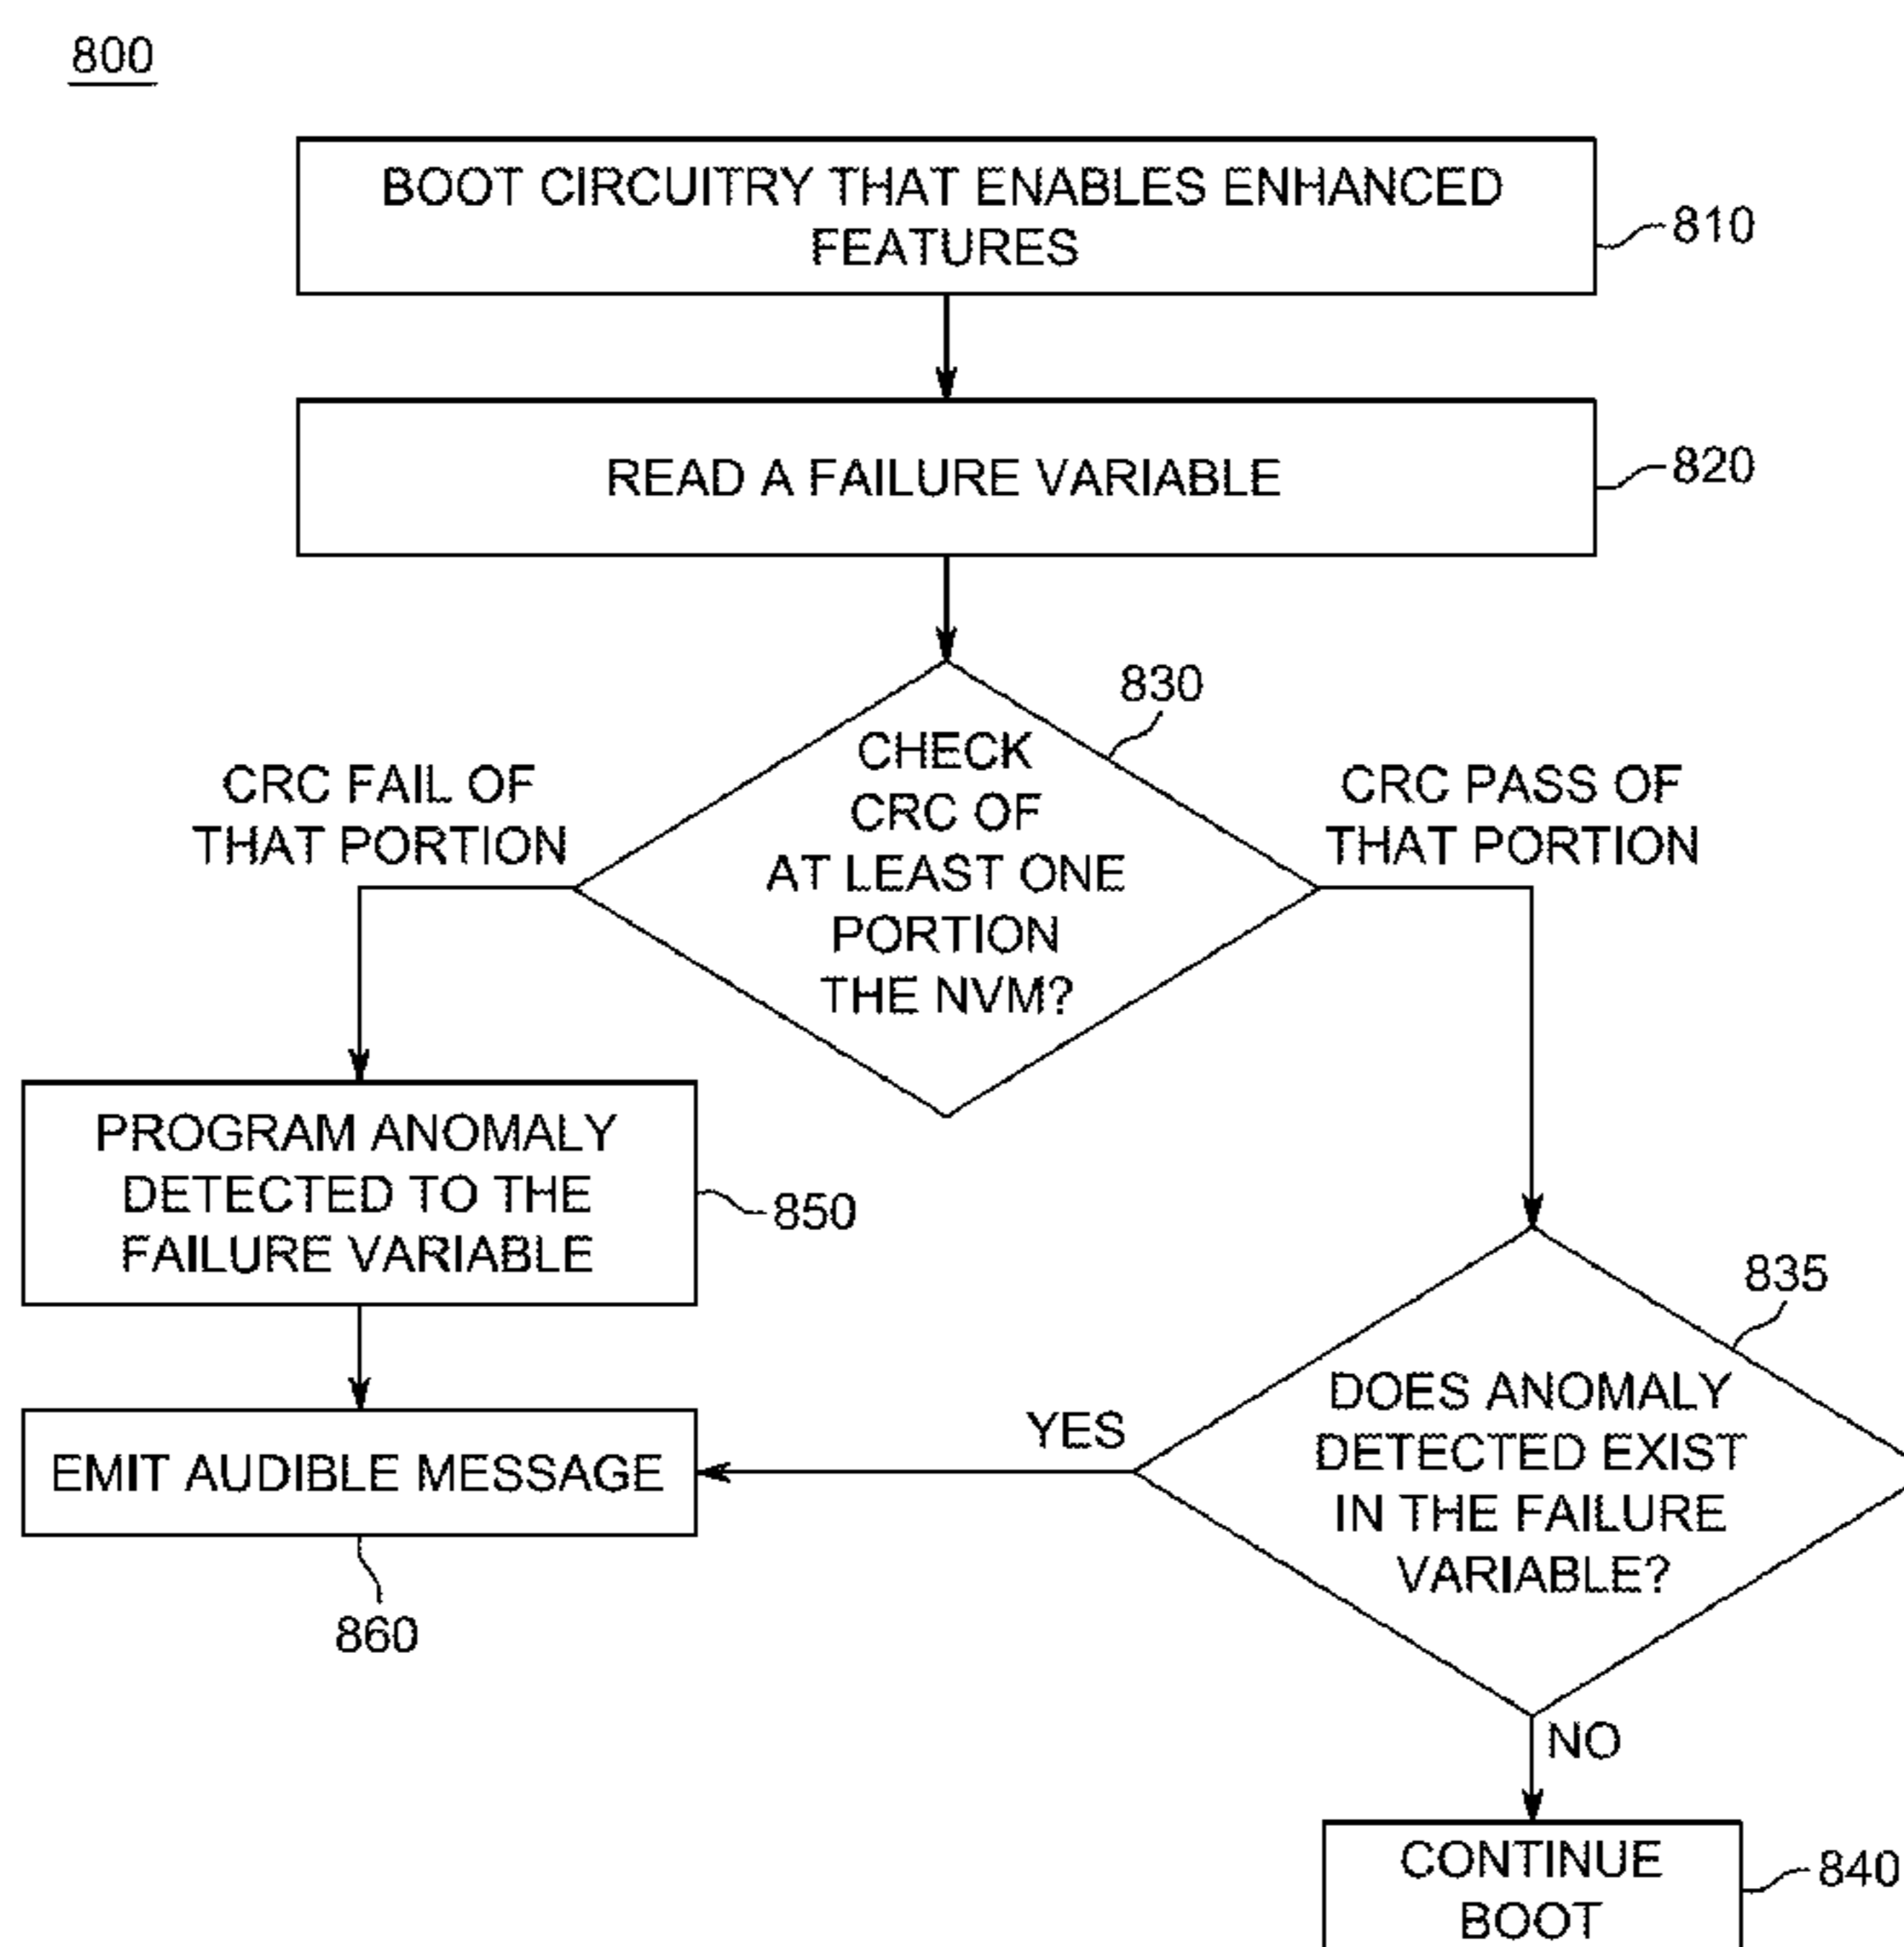 800
BOOT CIRCUITRY THAT ENABLES ENHANCED
FEATURES
810
READ A FAILURE VARIABLE
820
830
CHECK
CRC OF
AT LEAST ONE
PORTION
THE NVM?
CRC FAIL OF
THAT PORTION
CRC PASS OF
THAT PORTION
PROGRAM ANOMALY
DETECTED TO THE
FAILURE VARIABLE
850
835
DOES ANOMALY
DETECTED EXIST
IN THE FAILURE
VARIABLE?
YES
EMIT AUDIBLE MESSAGE
860
NO
CONTINUE
BOOT
840